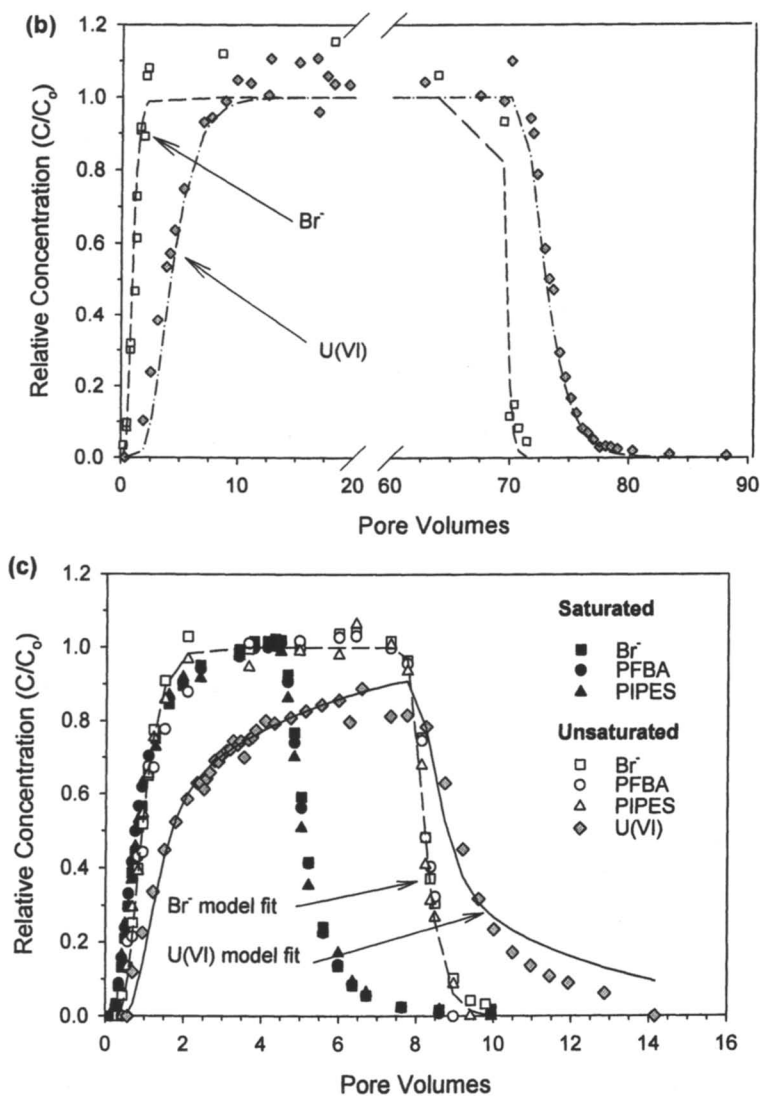 (b)
1.2
1.0
0.8
0.6
0.4
0.2
0.0
Relative Concentration (C/Cₒ)
Br⁻
U(VI)
0 10 20 60 70 80 90
Pore Volumes
(c)
1.2
1.0
0.8
0.6
0.4
0.2
0.0
Relative Concentration (C/Cₒ)
Saturated
Br⁻
PFBA
PIPES
Unsaturated
Br⁻
PFBA
PIPES
U(VI)
Br⁻ model fit
U(VI) model fit
0 2 4 6 8 10 12 14 16
Pore Volumes